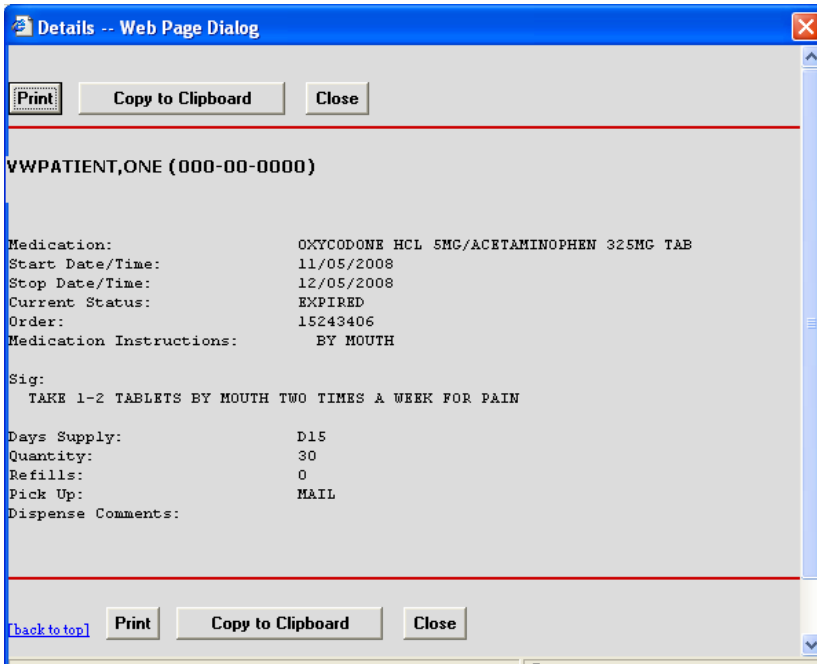 Details -- Web Page Dialog
Print Copy to Clipboard Close
VWPATIENT,ONE (000-00-0000)
Medication: OXYCODONE HCL 5MG/ACETAMINOPHEN 325MG TAB
Start Date/Time: 11/05/2008
Stop Date/Time: 12/05/2008
Current Status: EXPIRED
Order: 15243406
Medication Instructions: BY MOUTH
Sig:
TAKE 1-2 TABLETS BY MOUTH TWO TIMES A WEEK FOR PAIN
Days Supply: D15
Quantity: 30
Refills: 0
Pick Up: MAIL
Dispense Comments:
[back to top] Print Copy to Clipboard Close